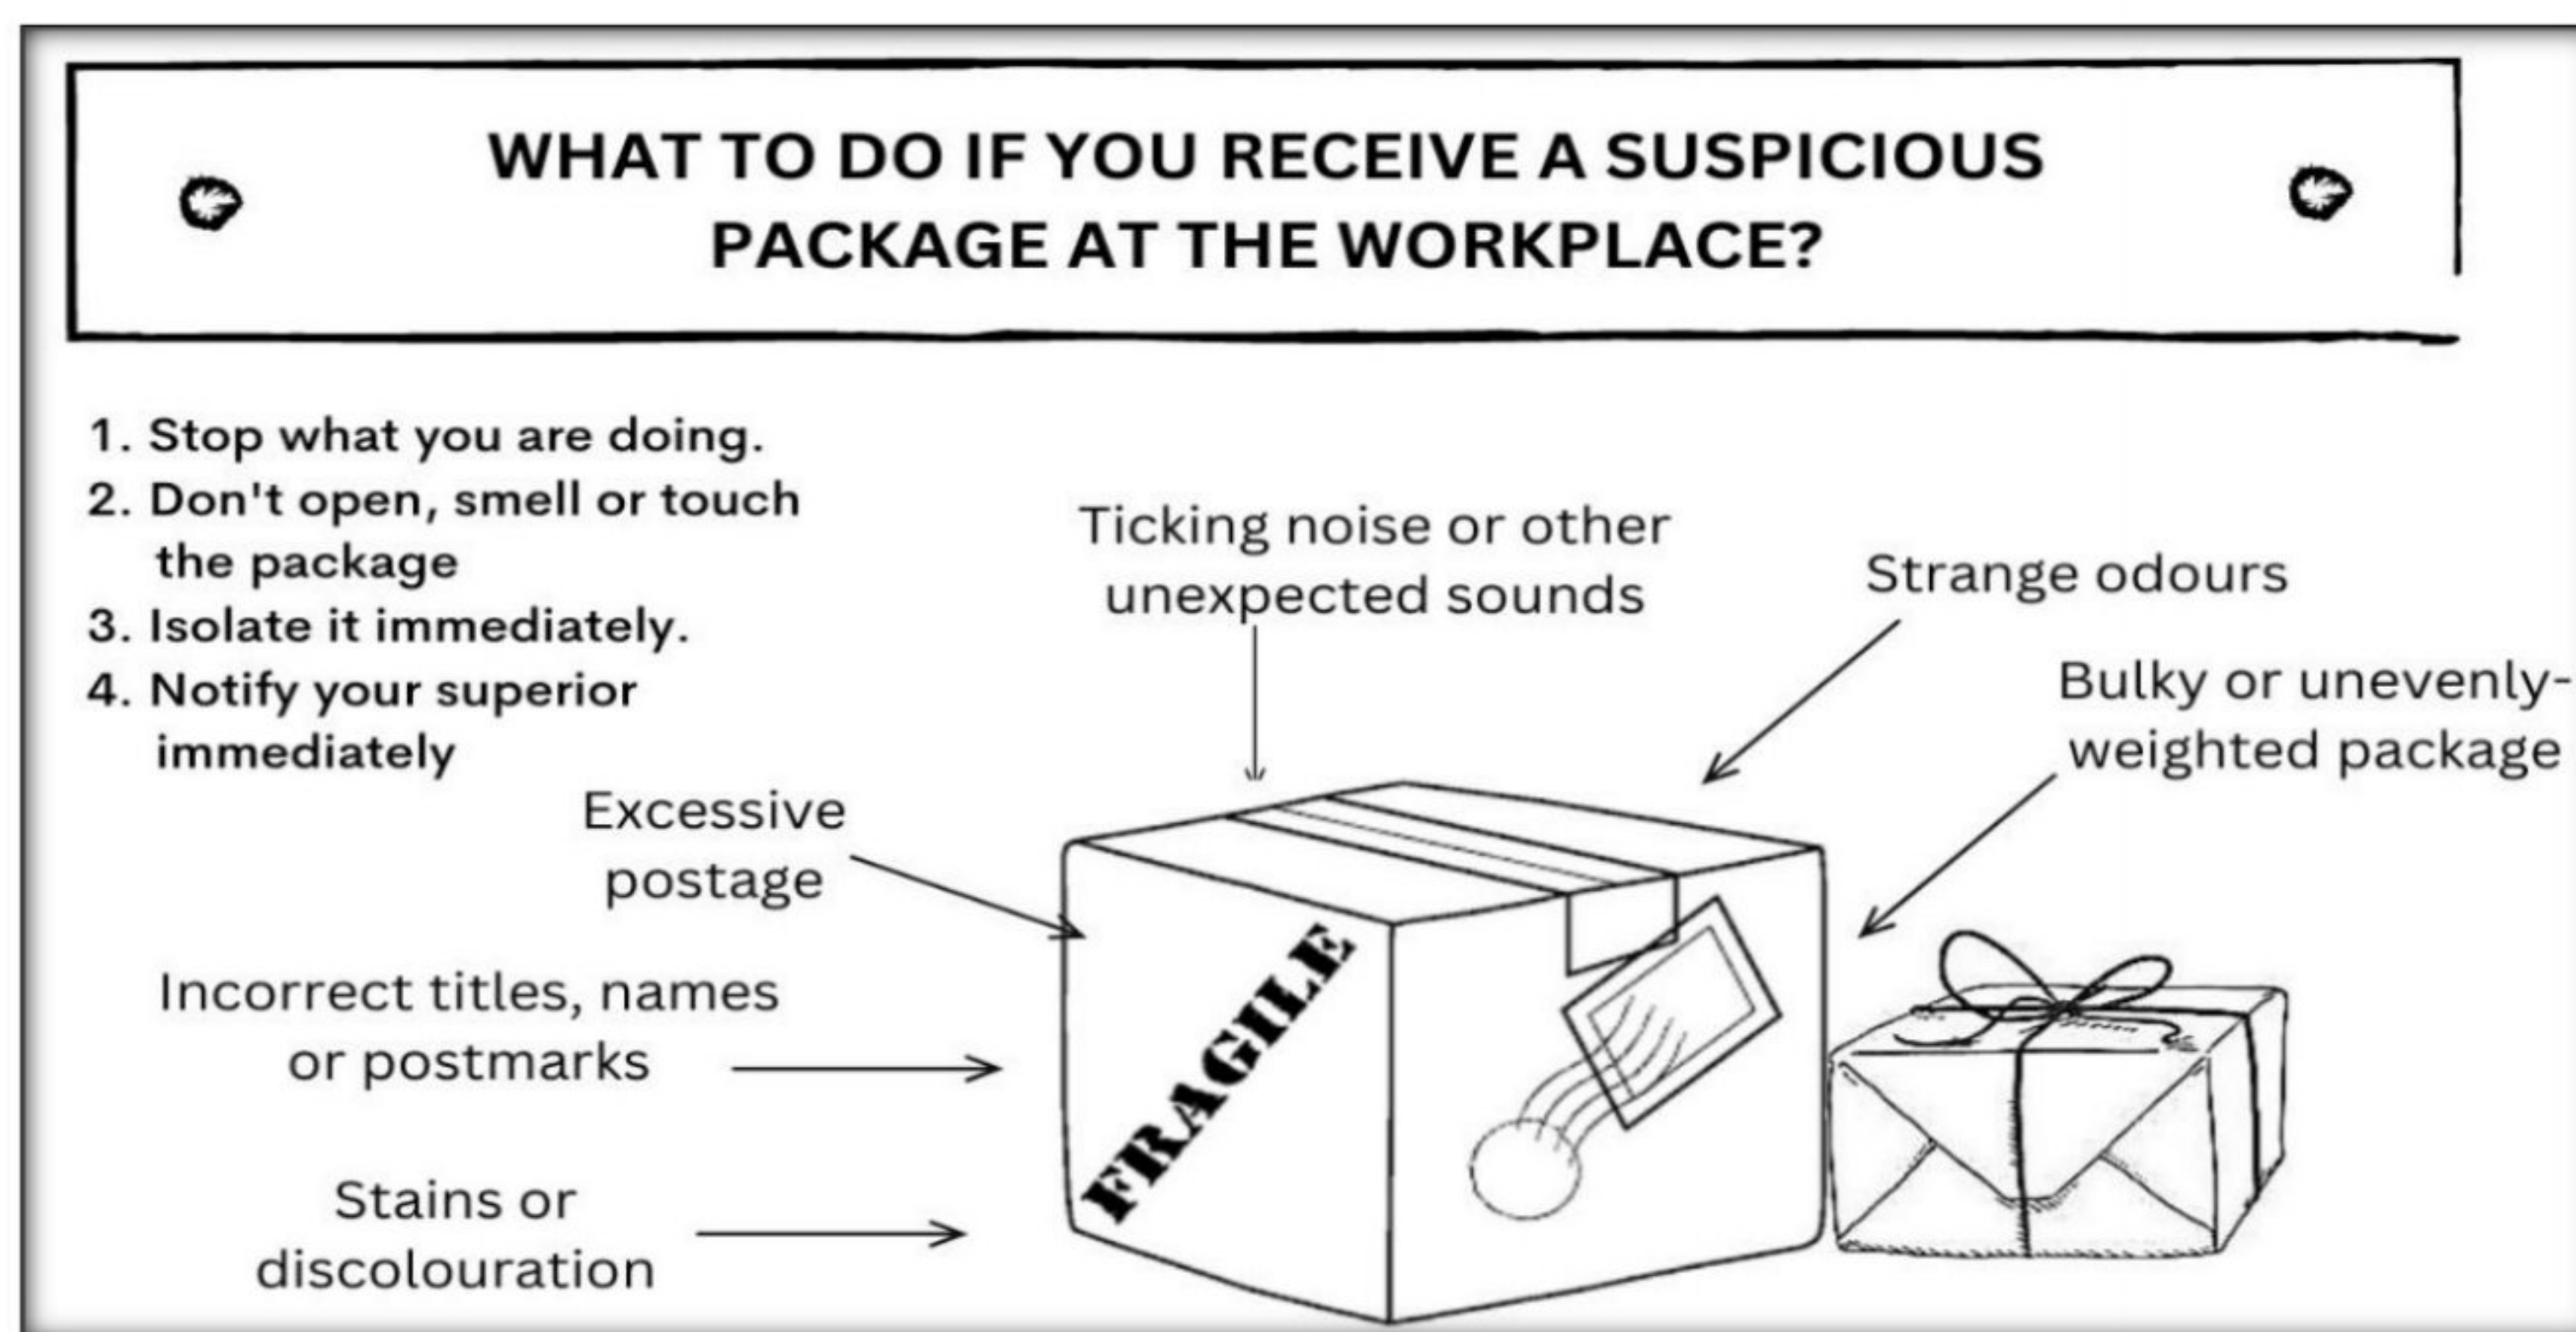 WHAT TO DO IF YOU RECEIVE A SUSPICIOUS
PACKAGE AT THE WORKPLACE?
1. Stop what you are doing.
2. Don't open, smell or touch
the package
3. Isolate it immediately.
4. Notify your superior
immediately
Ticking noise or other
unexpected sounds
Strange odours
Bulky or unevenly-
weighted package
Excessive
postage
Incorrect titles, names
or postmarks
Stains or
discolouration
FRAGILE